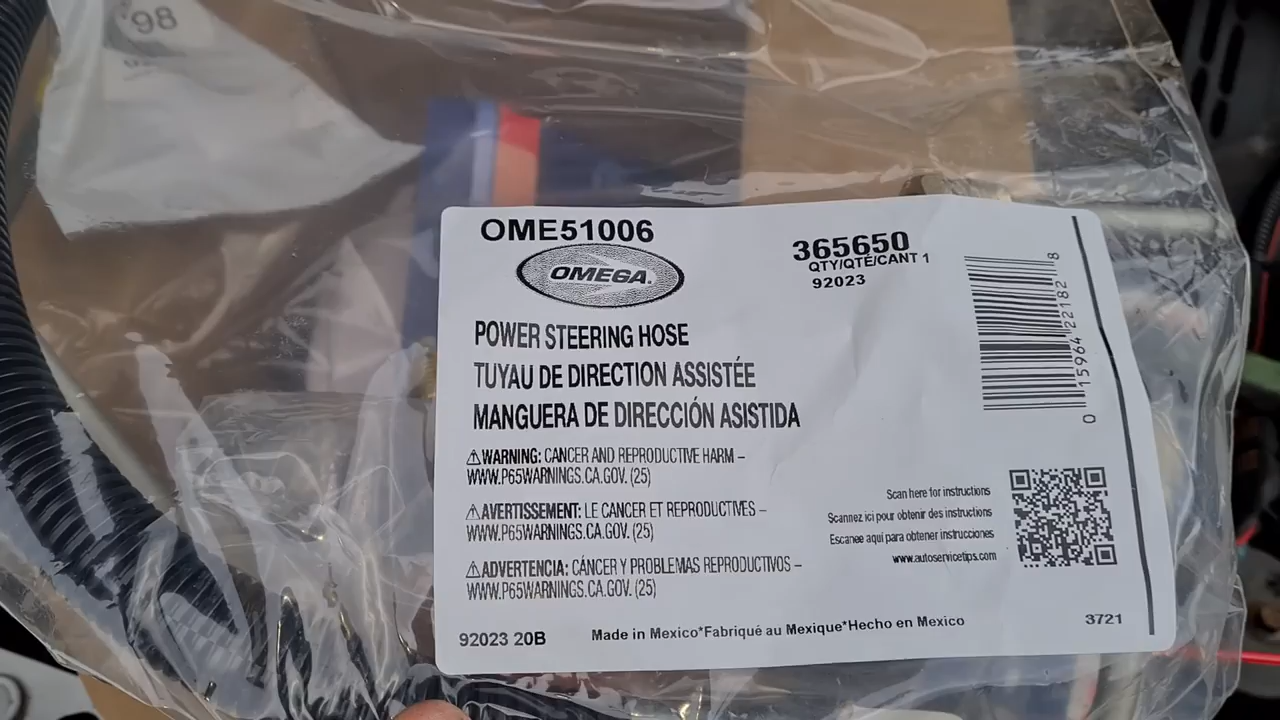 98
OME51006
OMEGA.
365650
QTY/QTÉ/CANT 1
92023
POWER STEERING HOSE
TUYAU DE DIRECTION ASSISTÉE
MANGUERA DE DIRECCIÓN ASISTIDA
⚠WARNING: CANCER AND REPRODUCTIVE HARM –
WWW.P65WARNINGS.CA.GOV. (25)
⚠AVERTISSEMENT: LE CANCER ET REPRODUCTIVES –
WWW.P65WARNINGS.CA.GOV. (25)
⚠ADVERTENCIA: CÁNCER Y PROBLEMAS REPRODUCTIVOS –
WWW.P65WARNINGS.CA.GOV. (25)
0 15964 22182 8
Scan here for instructions
Scannez ici pour obtenir des instructions
Escanee aquí para obtener instrucciones
www.autoservicetips.com
92023 20B
Made in Mexico*Fabriqué au Mexique*Hecho en Mexico
3721